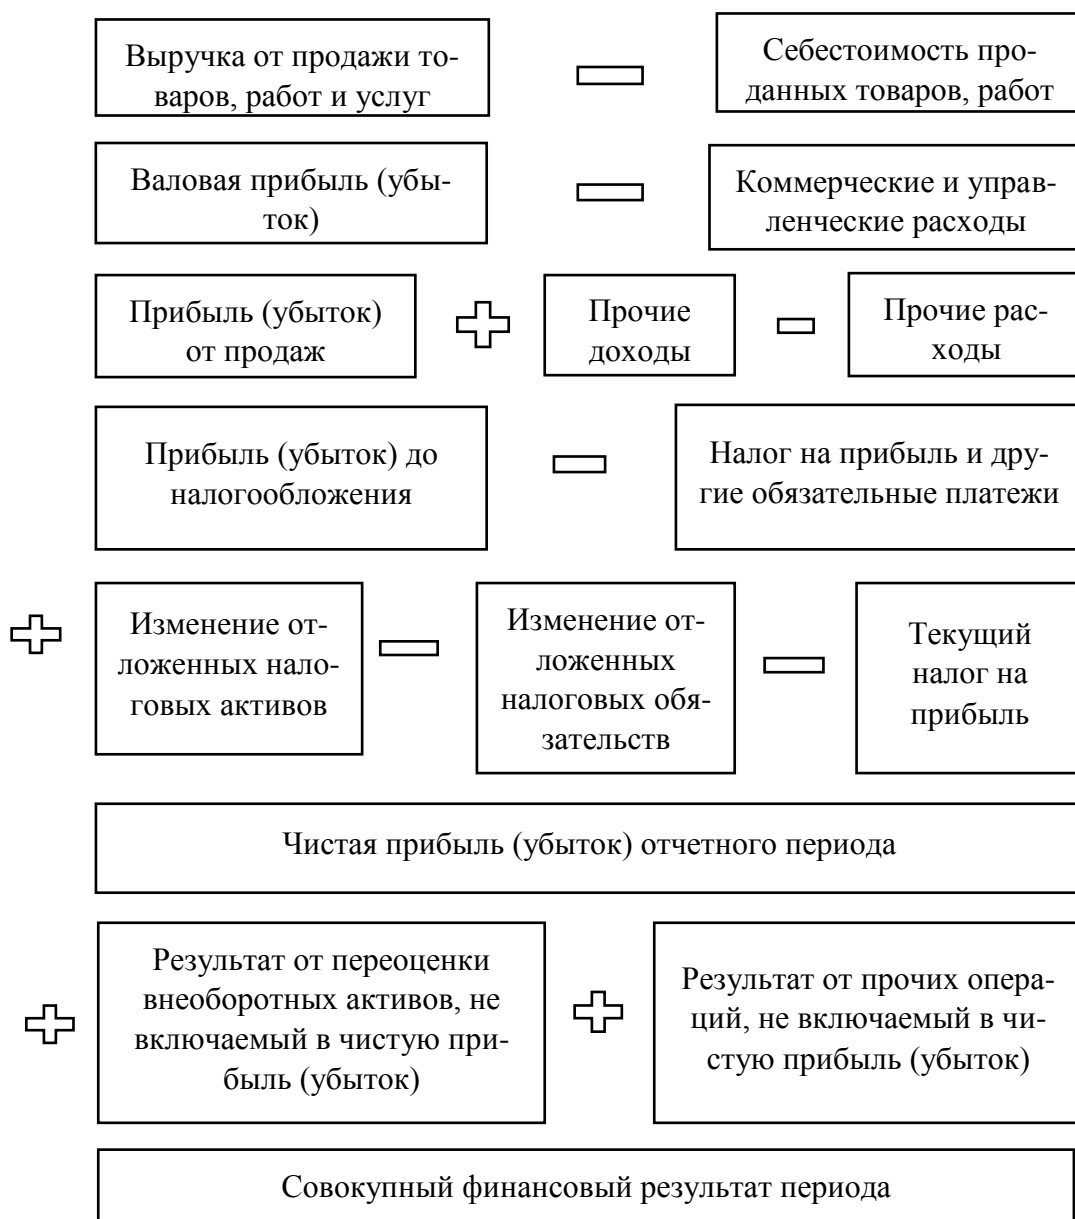 Выручка от продажи то-
варов, работ и услуг
Себестоимость про-
данных товаров, работ
Валовая прибыль (убы-
ток)
Коммерческие и управ-
ленческие расходы
Прибыль (убыток)
от продаж
Прочие
доходы
Прочие рас-
ходы
Прибыль (убыток) до
налогообложения
Налог на прибыль и дру-
гие обязательные платежи
Изменение от-
ложенных нало-
говых активов
Изменение от-
ложенных
налоговых обя-
зательств
Текущий
налог на
прибыль
Чистая прибыль (убыток) отчетного периода
Результат от переоценки
внеоборотных активов, не
включаемый в чистую при-
быль (убыток)
Результат от прочих опера-
ций, не включаемый в чи-
стую прибыль (убыток)
Совокупный финансовый результат периода